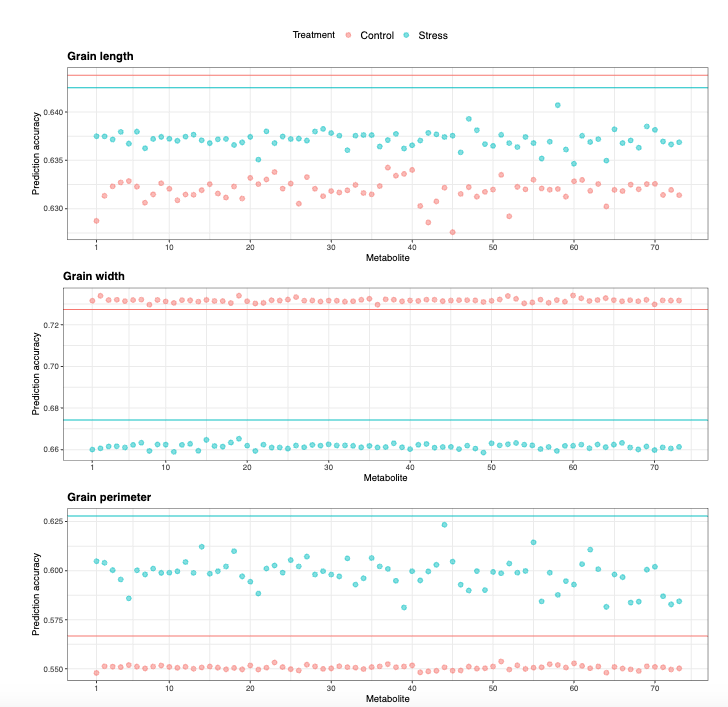 Treatment Control Stress
Grain length
Prediction accuracy
0.640
0.635
0.630
1 10 20 30 40 50 60 70
Metabolite
Grain width
Prediction accuracy
0.72
0.70
0.68
0.66
1 10 20 30 40 50 60 70
Metabolite
Grain perimeter
Prediction accuracy
0.625
0.600
0.575
0.550
1 10 20 30 40 50 60 70
Metabolite